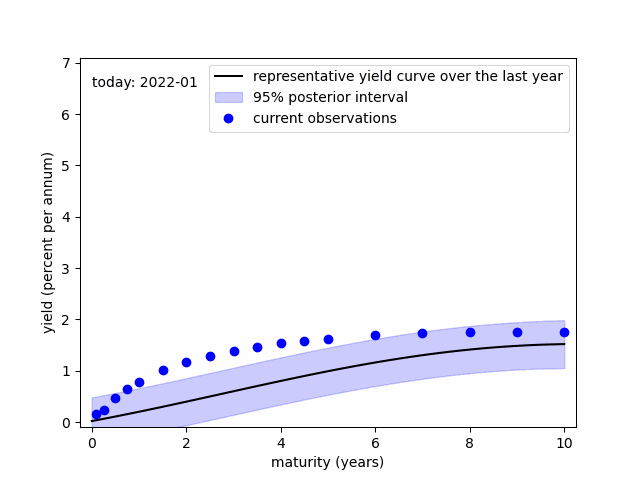 7
6
5
4
3
2
1
0
yield (percent per annum)
today: 2022-01
representative yield curve over the last year
95% posterior interval
current observations
0 2 4 6 8 10
maturity (years)